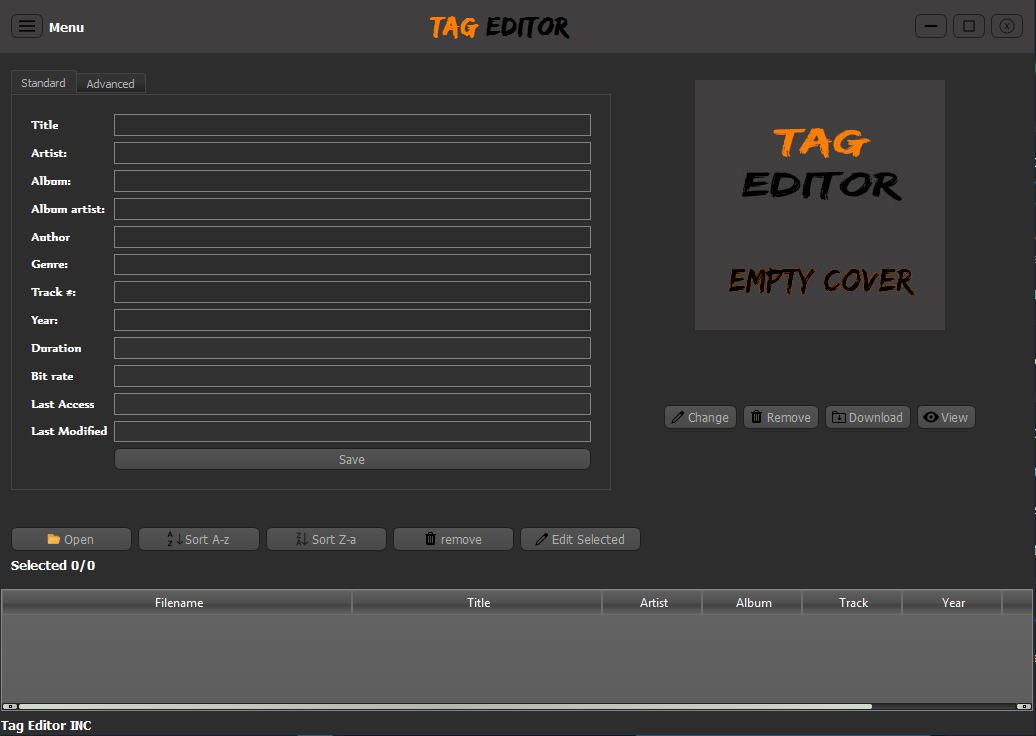 Menu
TAG EDITOR
Standard Advanced
Title
Artist:
Album:
Album artist:
Author
Genre:
Track #:
Year:
Duration
Bit rate
Last Access
Last Modified
Save
TAG
EDITOR
EMPTY COVER
Change Remove Download View
Open Sort A-z Sort Z-a remove Edit Selected
Selected 0/0
Filename Title Artist Album Track Year
Tag Editor INC